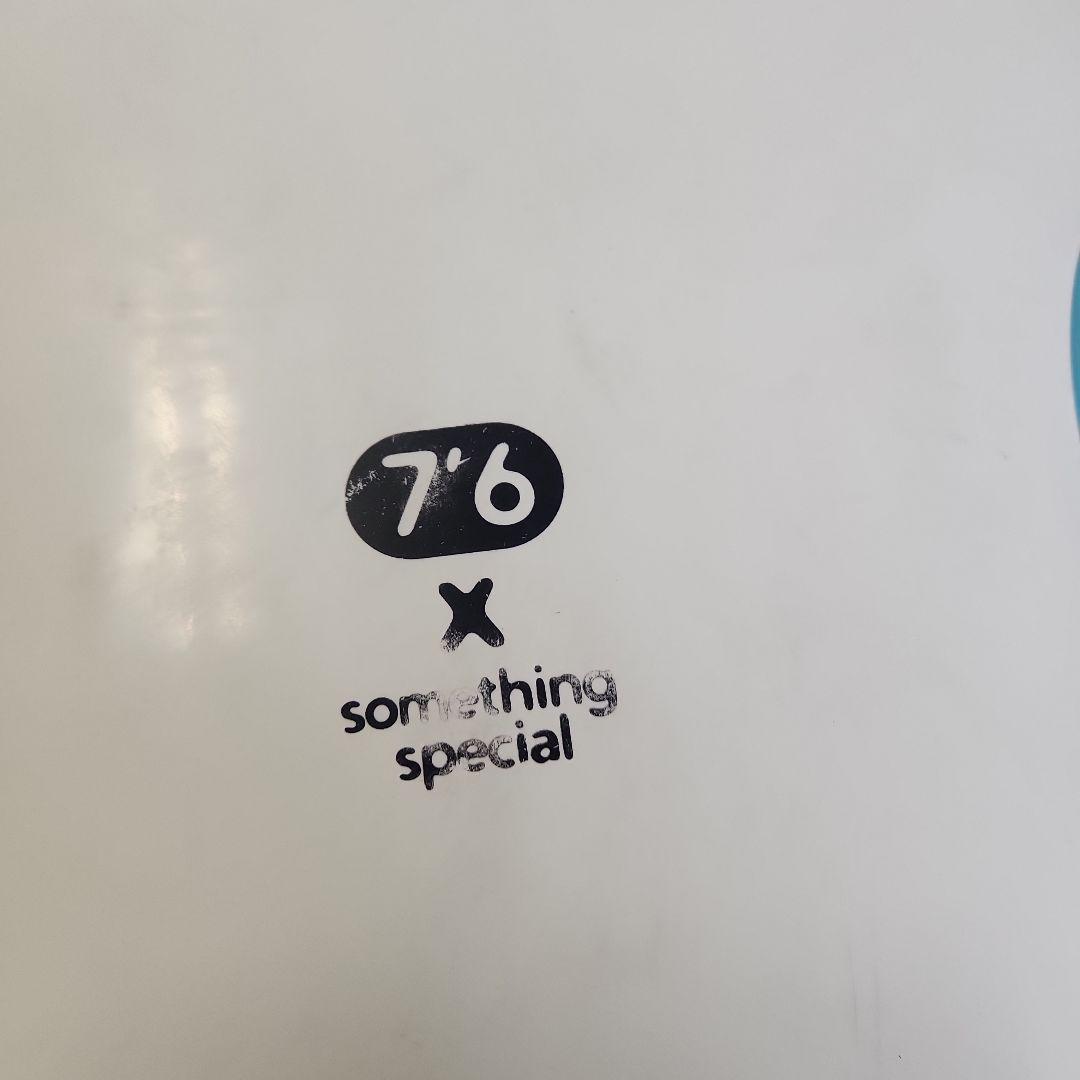 7'6
x
something
special